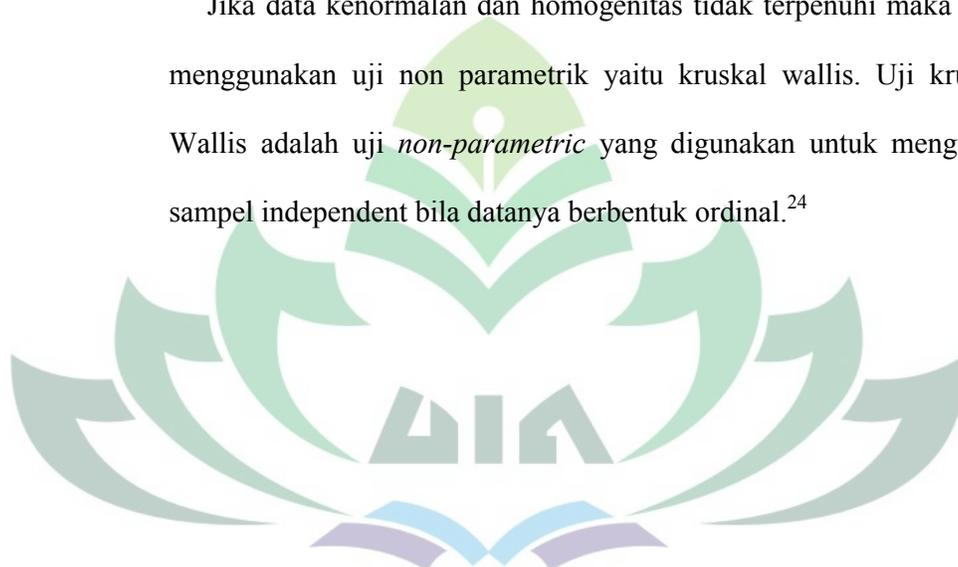 Jika data kenormalan dan homogenitas tidak terpenuhi maka
menggunakan uji non parametrik yaitu kruskal wallis. Uji
Wallis adalah uji non-parametric yang digunakan untuk
sampel independent bila datanya berbentuk ordinal.24
UIN